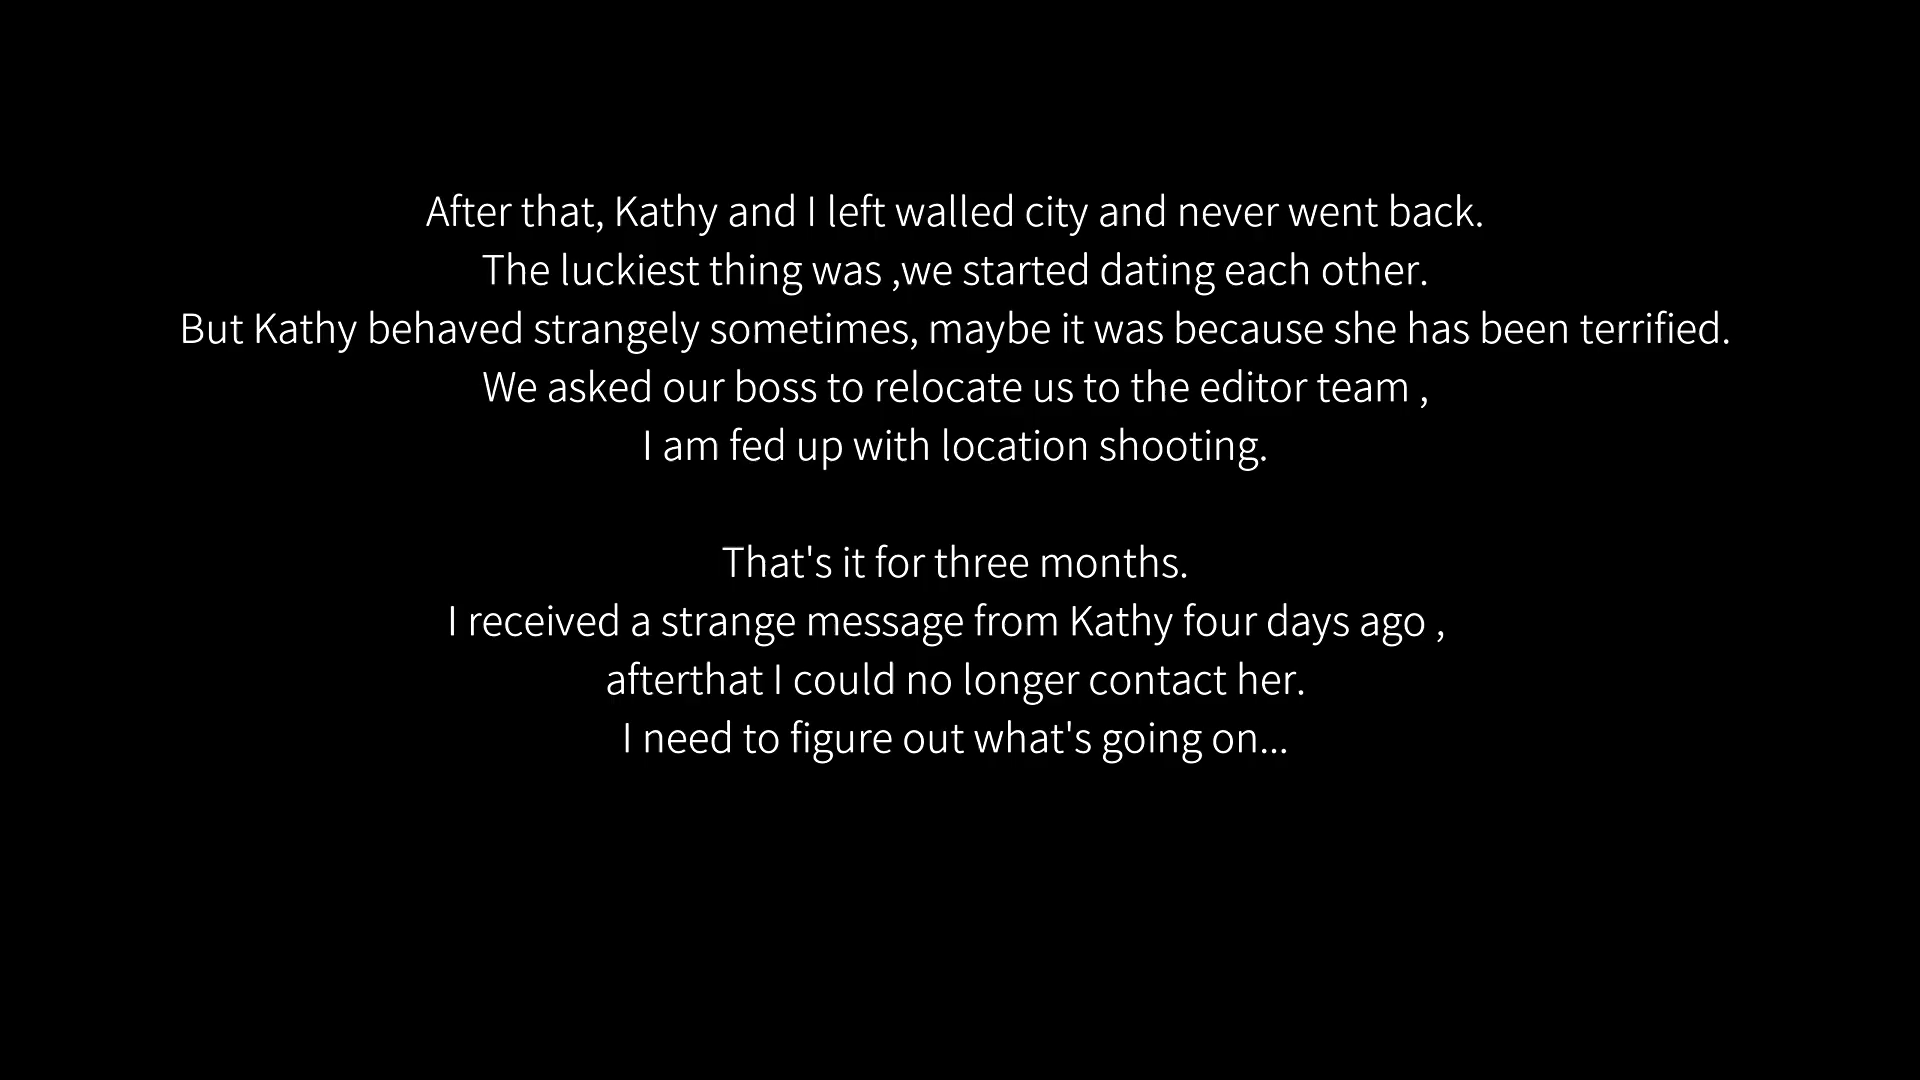 After that, Kathy and I left walled city and never went back.
The luckiest thing was ,we started dating each other.
But Kathy behaved strangely sometimes, maybe it was because she has been terrified.
We asked our boss to relocate us to the editor team ,
I am fed up with location shooting.
That's it for three months.
I received a strange message from Kathy four days ago ,
afterthat I could no longer contact her.
I need to figure out what's going on...